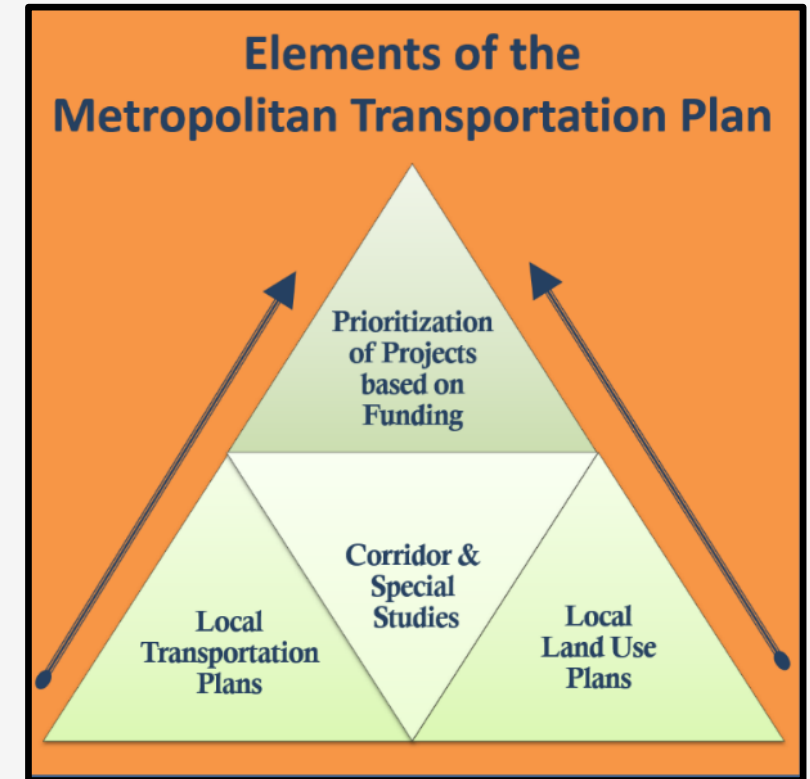 Elements of the
Metropolitan Transportation Plan
Prioritization
of Projects
based on
Funding
Corridor &
Special
Studies
Local
Transportation
Plans
Local
Land Use
Plans